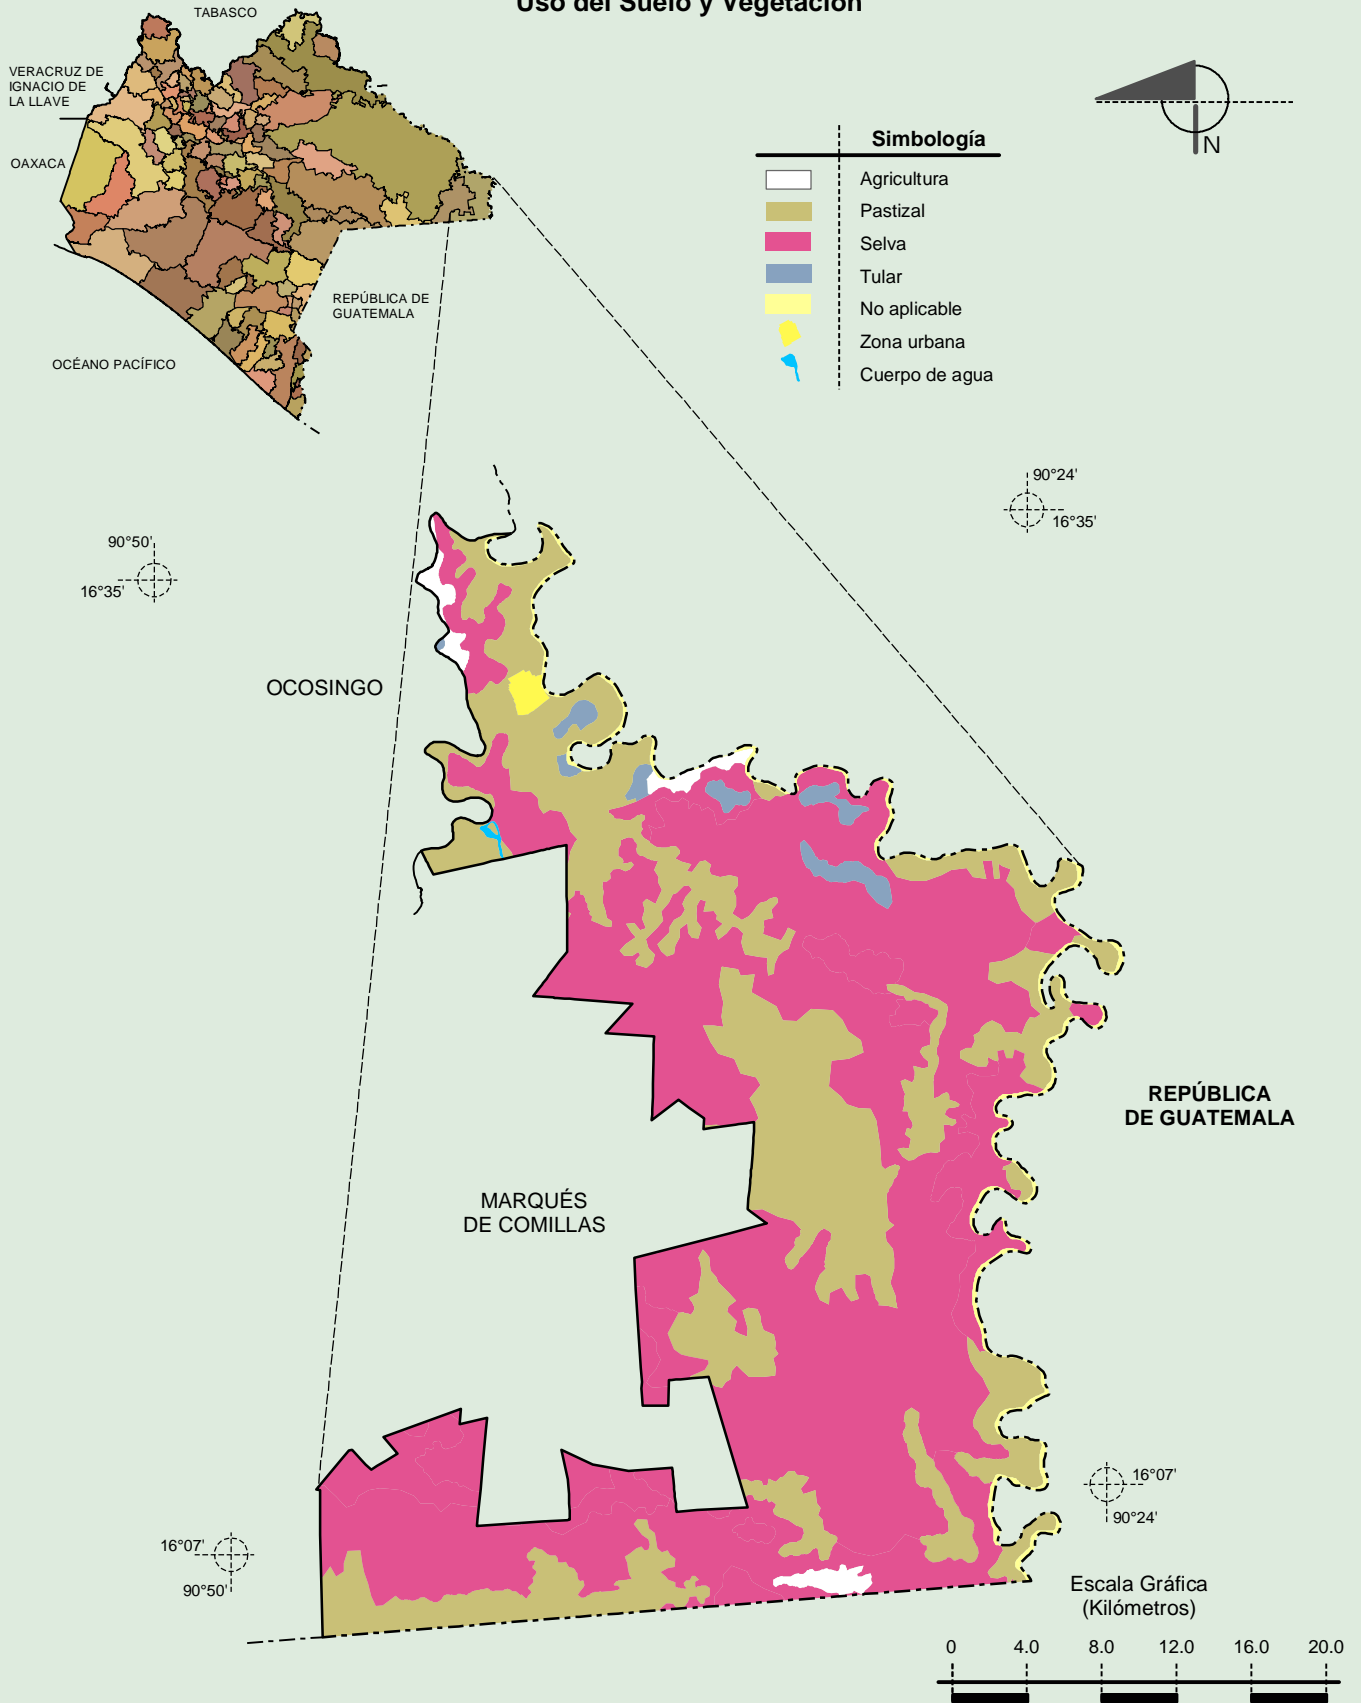 Uso del Suelo y Vegetación
TABASCO
VERACRUZ DE
IGNACIO DE
LA LLAVE
OAXACA
REPÚBLICA DE
GUATEMALA
OCÉANO PACÍFICO
N
Simbología
Agricultura
Pastizal
Selva
Tular
No aplicable
Zona urbana
Cuerpo de agua
90°24'
16°35'
90°50'
16°35'
OCOSINGO
REPÚBLICA
DE GUATEMALA
MARQUÉS
DE COMILLAS
16°07'
90°24'
16°07'
90°50'
Escala Gráfica
(Kilómetros)
0 4.0 8.0 12.0 16.0 20.0